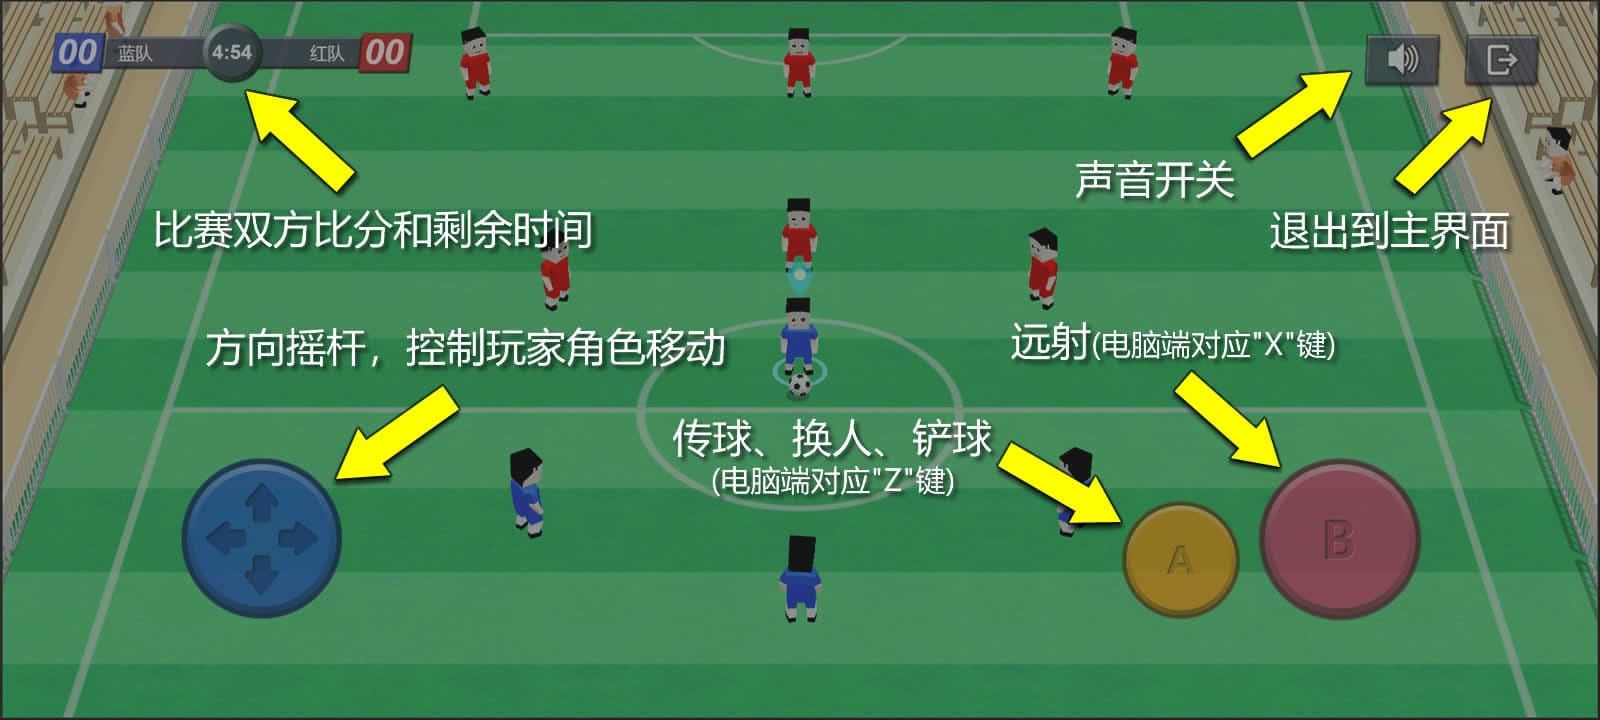 00 蓝队 4:54 红队 00
声音开关
比赛双方比分和剩余时间
退出到主界面
方向摇杆，控制玩家角色移动
远射(电脑端对应"X"键)
传球、换人、铲球
(电脑端对应"Z"键)
A
B